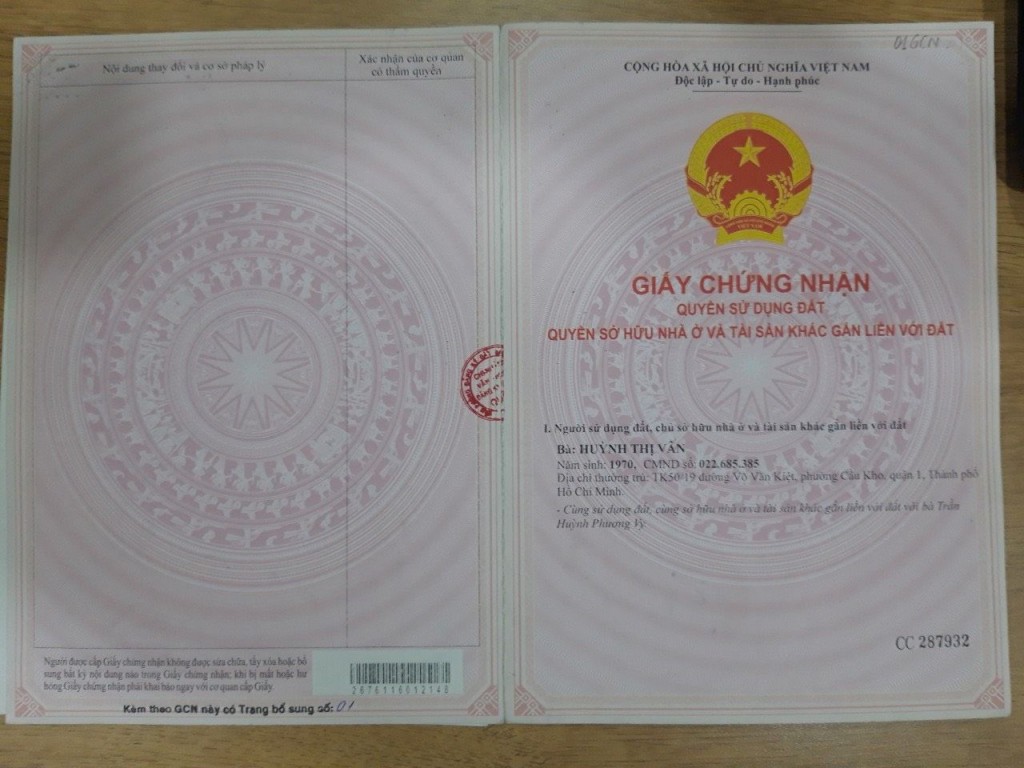 Nội dung thay đổi và cơ sở pháp lý
Xác nhận của cơ quan
có thẩm quyền
Người được cấp Giấy chứng nhận không được sửa chữa, tẩy xóa hoặc bổ
sung bất kỳ nội dung nào trong Giấy chứng nhận; khi bị mất hoặc hư
hỏng Giấy chứng nhận phải khai báo ngay với cơ quan cấp Giấy.
2676116012148
Kèm theo GCN này có Trang bổ sung số: 01
01GCN
CỘNG HÒA XÃ HỘI CHỦ NGHĨA VIỆT NAM
Độc lập - Tự do - Hạnh phúc
VIỆT NAM
GIẤY CHỨNG NHẬN
QUYỀN SỬ DỤNG ĐẤT
QUYỀN SỞ HỮU NHÀ Ở VÀ TÀI SẢN KHÁC GẮN LIỀN VỚI ĐẤT
I. Người sử dụng đất, chủ sở hữu nhà ở và tài sản khác gắn liền với đất
Bà: HUỲNH THỊ VÂN
Năm sinh: 1970, CMND số: 022.685.385
Địa chỉ thường trú: TK50/19 đường Võ Văn Kiệt, phường Cầu Kho, quận 1, Thành phố
Hồ Chí Minh.
- Cùng sử dụng đất, cùng sở hữu nhà ở và tài sản khác gắn liền với đất với bà Trần
Huỳnh Phương Vy.
CC 287932